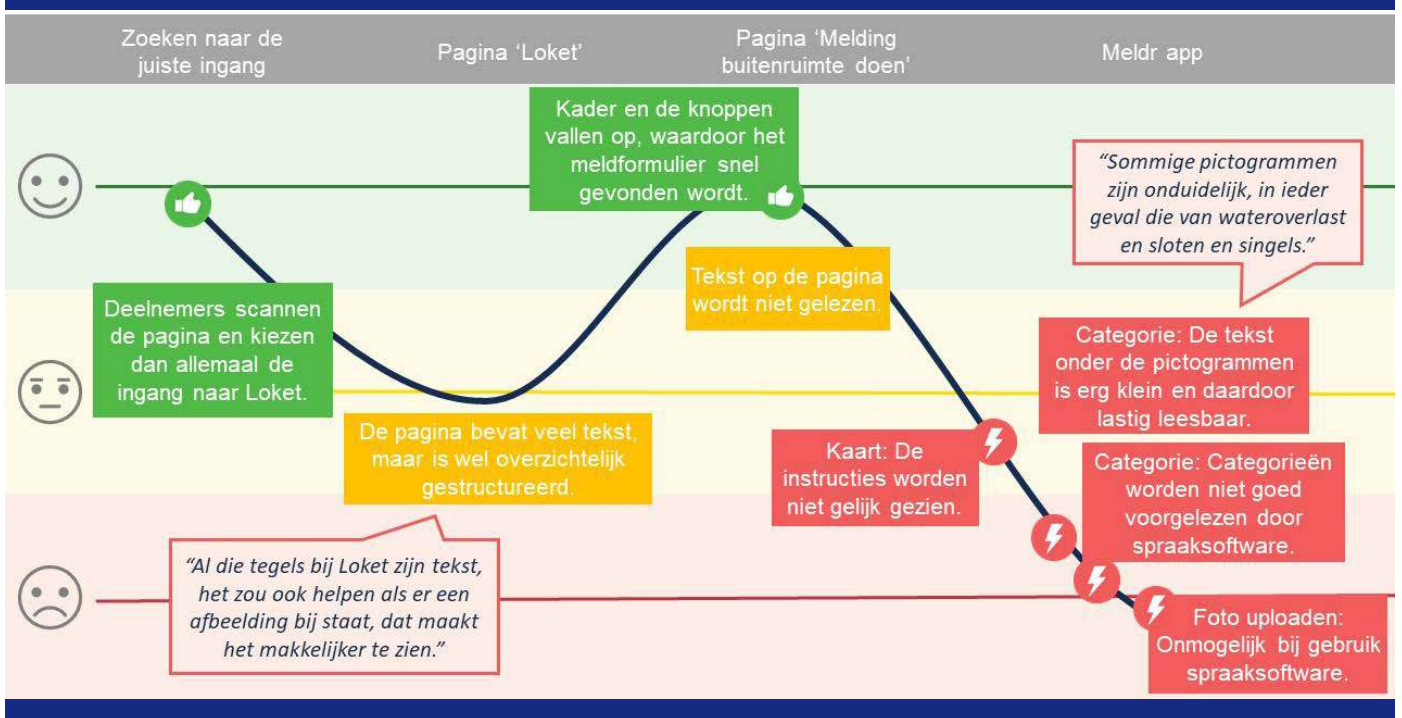 Zoeken naar de
juiste ingang
Pagina ‘Loket’
Pagina ‘Melding
buitenruimte doen’
Meldr app
Deelnemers scannen
de pagina en kiezen
dan allemaal de
ingang naar Loket.
De pagina bevat veel tekst,
maar is wel overzichtelijk
gestructureerd.
“Al die tegels bij Loket zijn tekst,
het zou ook helpen als er een
afbeelding bij staat, dat maakt
het makkelijker te zien.”
Kader en de knoppen
vallen op, waardoor het
meldformulier snel
gevonden wordt.
Tekst op de pagina
wordt niet gelezen.
“Sommige pictogrammen
zijn onduidelijk, in ieder
geval die van wateroverlast
en sloten en singels.”
Kaart: De
instructies worden
niet gelijk gezien.
Categorie: De tekst
onder de pictogrammen
is erg klein en daardoor
lastig leesbaar.
Categorie: Categorieën
worden niet goed
voorgelezen door
spraaksoftware.
Foto uploaden:
Onmogelijk bij gebruik
spraaksoftware.